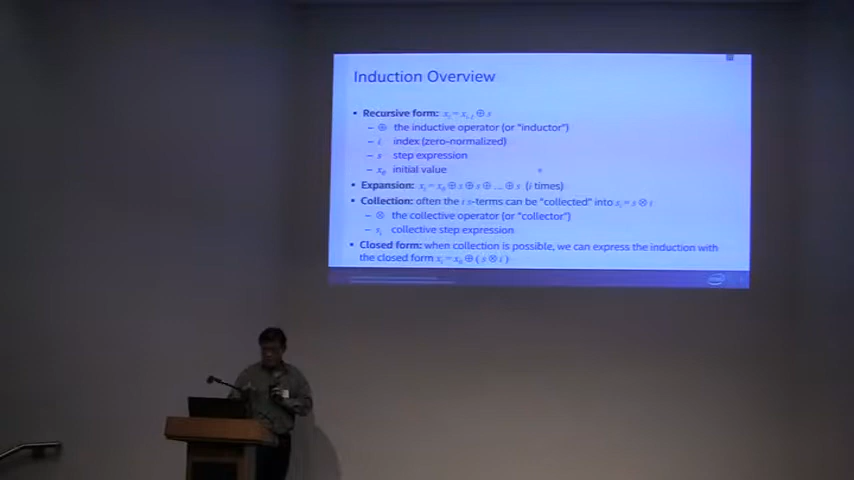 Induction Overview
• Recursive form: xᵢ = xᵢ₋₁ ⊕ s
– ⊕ the inductive operator (or "inductor")
– i index (zero-normalized)
– s step expression
– x₀ initial value
• Expansion: xᵢ = x₀ ⊕ s ⊕ s ⊕ ... ⊕ s (i times)
• Collection: often the i s-terms can be "collected" into sᵢ = s ⊗ i
– ⊗ the collective operator (or "collector")
– sᵢ collective step expression
• Closed form: when collection is possible, we can express the induction with
the closed form xᵢ = x₀ ⊕ ( s ⊗ i )
intel